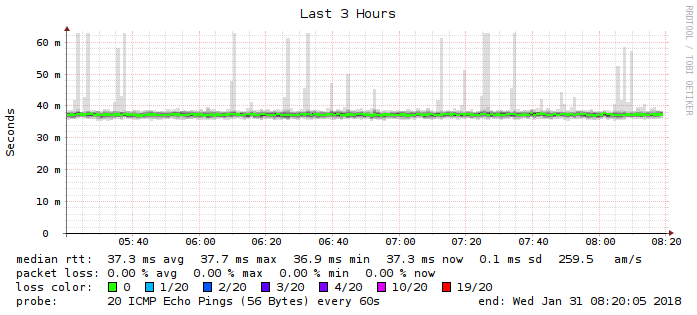 Last 3 Hours
RRDTOOL / TOBI OETIKER
Seconds
60 m
50 m
40 m
30 m
20 m
10 m
0
05:40 06:00 06:20 06:40 07:00 07:20 07:40 08:00 08:20
median rtt: 37.3 ms avg 37.7 ms max 36.9 ms min 37.3 ms now 0.1 ms sd 259.5 am/s
packet loss: 0.00 % avg 0.00 % max 0.00 % min 0.00 % now
loss color: 0 1/20 2/20 3/20 4/20 10/20 19/20
probe: 20 ICMP Echo Pings (56 Bytes) every 60s end: Wed Jan 31 08:20:05 2018